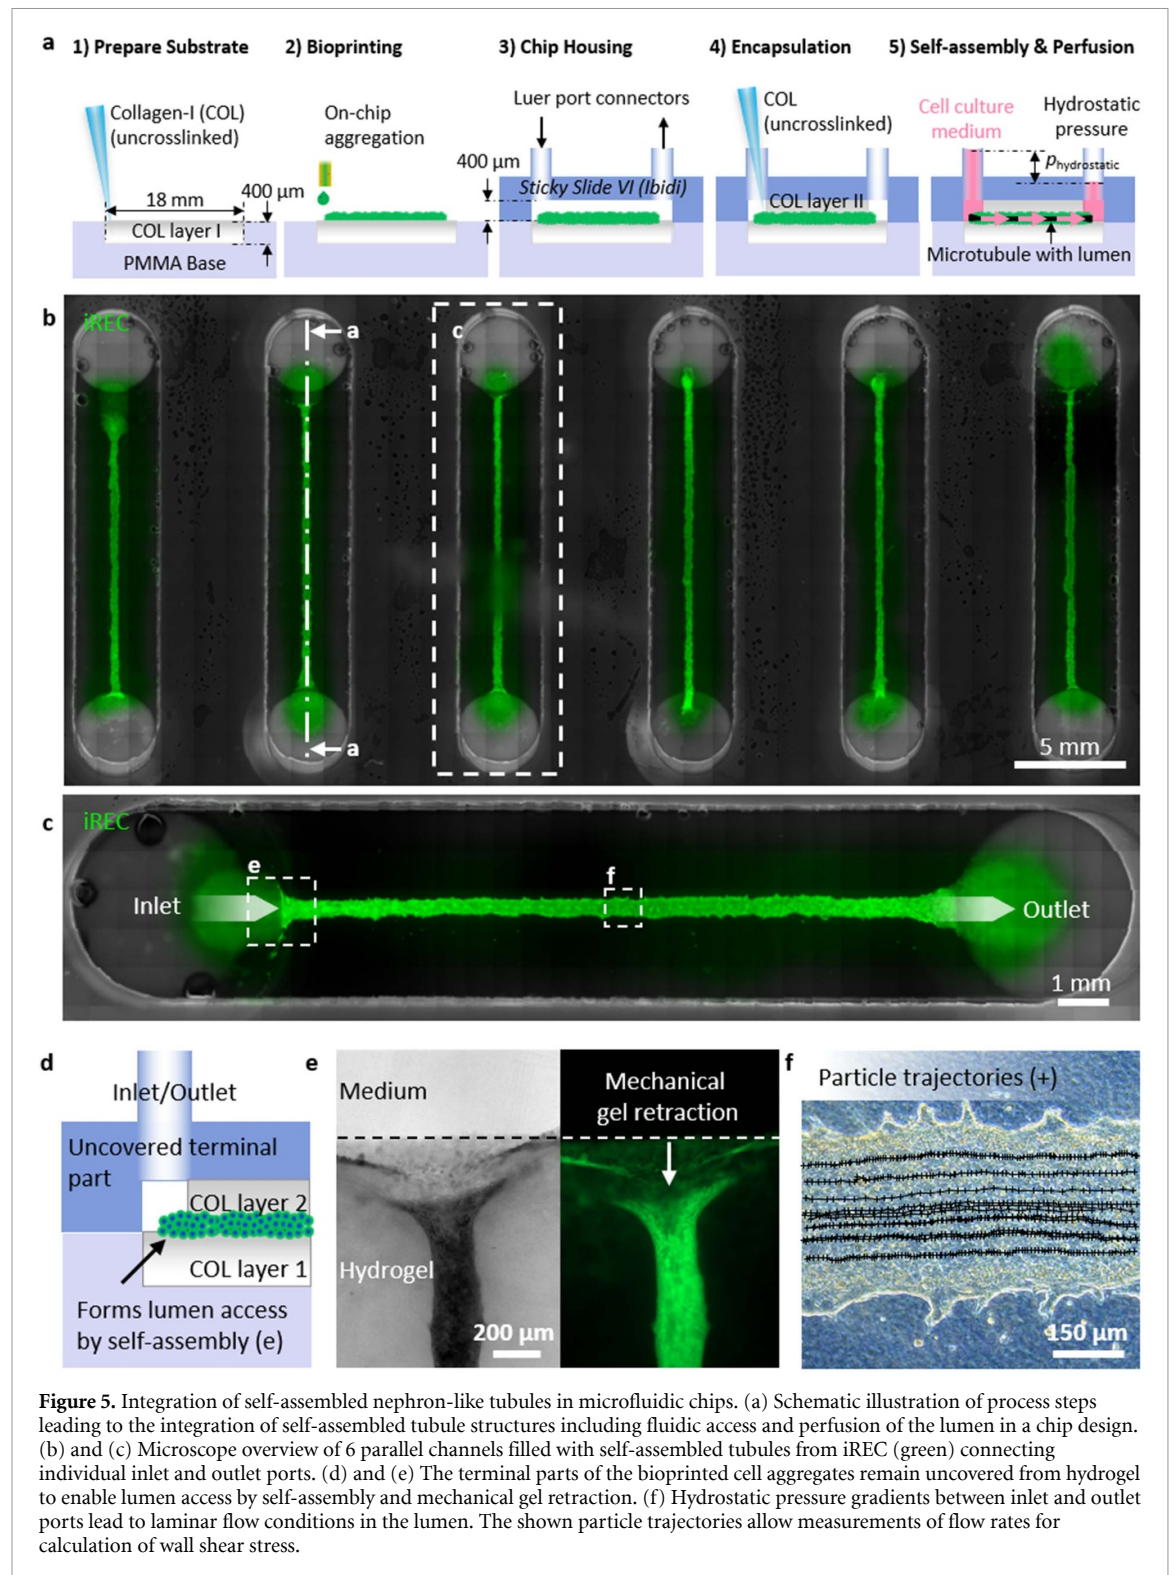 a
1) Prepare Substrate
2) Bioprinting
3) Chip Housing
4) Encapsulation
5) Self-assembly & Perfusion
Collagen-I (COL)
(uncrosslinked)
18 mm
400 µm
COL layer I
PMMA Base
On-chip
aggregation
Luer port connectors
400 µm
Sticky Slide VI (Ibidi)
COL
(uncrosslinked)
COL layer II
Cell culture
medium
Hydrostatic
pressure
phydrostatic
Microtubule with lumen
b
iREC
a
c
a
5 mm
c
iREC
e
f
Inlet
Outlet
1 mm
d
Inlet/Outlet
Uncovered terminal
part
COL layer 2
COL layer 1
Forms lumen access
by self-assembly (e)
e
Medium
Hydrogel
200 µm
Mechanical
gel retraction
f
Particle trajectories (+)
150 µm
Figure 5. Integration of self-assembled nephron-like tubules in microfluidic chips. (a) Schematic illustration of process steps
leading to the integration of self-assembled tubule structures including fluidic access and perfusion of the lumen in a chip design.
(b) and (c) Microscope overview of 6 parallel channels filled with self-assembled tubules from iREC (green) connecting
individual inlet and outlet ports. (d) and (e) The terminal parts of the bioprinted cell aggregates remain uncovered from hydrogel
to enable lumen access by self-assembly and mechanical gel retraction. (f) Hydrostatic pressure gradients between inlet and outlet
ports lead to laminar flow conditions in the lumen. The shown particle trajectories allow measurements of flow rates for
calculation of wall shear stress.